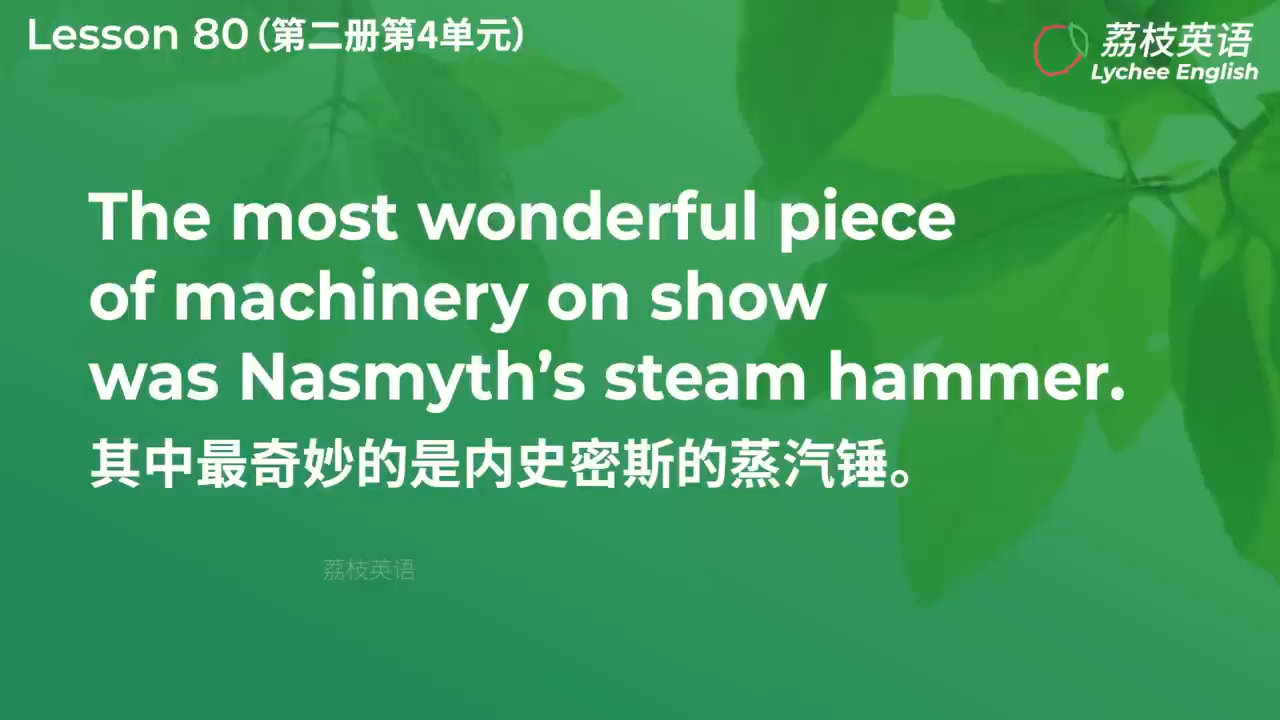 Lesson 80（第二册第4单元）
荔枝英语
Lychee English
The most wonderful piece
of machinery on show
was Nasmyth’s steam hammer.
其中最奇妙的是内史密斯的蒸汽锤。
荔枝英语